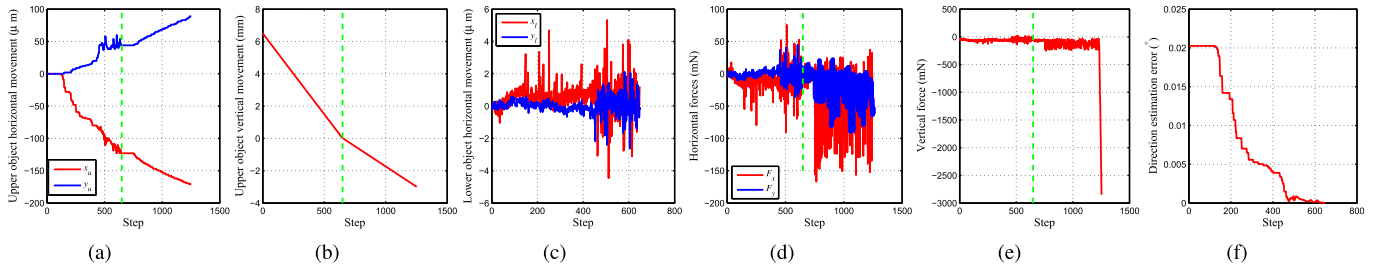 100
50
0
−50
−100
−150
−200
0
500
1000
1500
Upper object horizontal movement (μ m)
Step
x_u
y_u
(a)
8
6
4
2
0
−2
−4
0
500
1000
1500
Upper object vertical movement (mm)
Step
(b)
6
4
2
0
−2
−4
−6
0
200
400
600
800
Lower object horizontal movement (μ m)
Step
x_l
y_l
(c)
100
50
0
−50
−100
−150
−200
0
500
1000
1500
Horizontal forces (mN)
Step
F_x
F_y
(d)
500
0
−500
−1000
−1500
−2000
−2500
−3000
0
500
1000
1500
Vertical force (mN)
Step
(e)
0.025
0.02
0.015
0.01
0.005
0
0
200
400
600
800
Direction estimation error (°)
Step
(f)